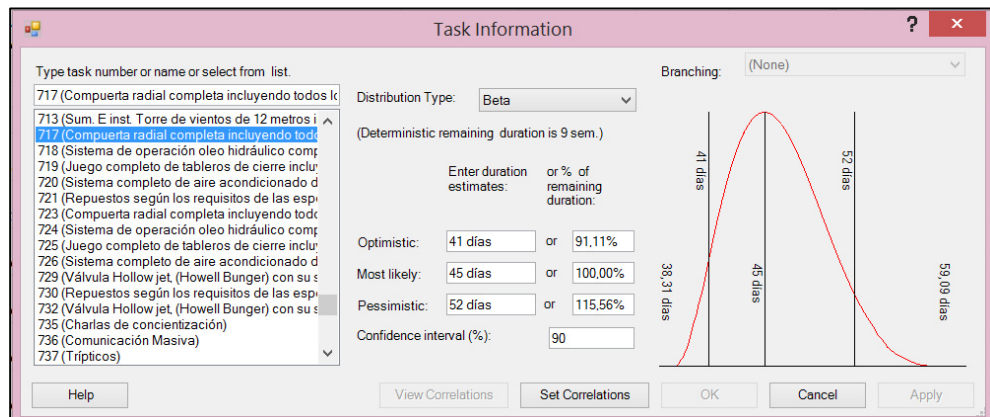 Task Information
?
×
Type task number or name or select from list.
717 (Compuerta radial completa incluyendo todos lo
713 (Sum. E inst. Torre de vientos de 12 metros i
717 (Compuerta radial completa incluyendo todo
718 (Sistema de operación oleo hidráulico comp
719 (Juego completo de tableros de cierre incluy
720 (Sistema completo de aire acondicionado d
721 (Repuestos según los requisitos de las espe
723 (Compuerta radial completa incluyendo todo
724 (Sistema de operación oleo hidráulico comp
725 (Juego completo de tableros de cierre incluy
726 (Sistema completo de aire acondicionado d
729 (Válvula Hollow jet, (Howell Bunger) con su s
730 (Repuestos según los requisitos de las espe
732 (Válvula Hollow jet, (Howell Bunger) con su s
735 (Charlas de concientización)
736 (Comunicación Masiva)
737 (Trípticos)
Distribution Type: Beta
(Deterministic remaining duration is 9 sem.)
Enter duration estimates:
or % of remaining duration:
Optimistic: 41 días or 91,11%
Most likely: 45 días or 100,00%
Pessimistic: 52 días or 115,56%
Confidence interval (%): 90
Branching: (None)
38,31 días
41 días
45 días
52 días
59,09 días
Help
View Correlations
Set Correlations
OK
Cancel
Apply